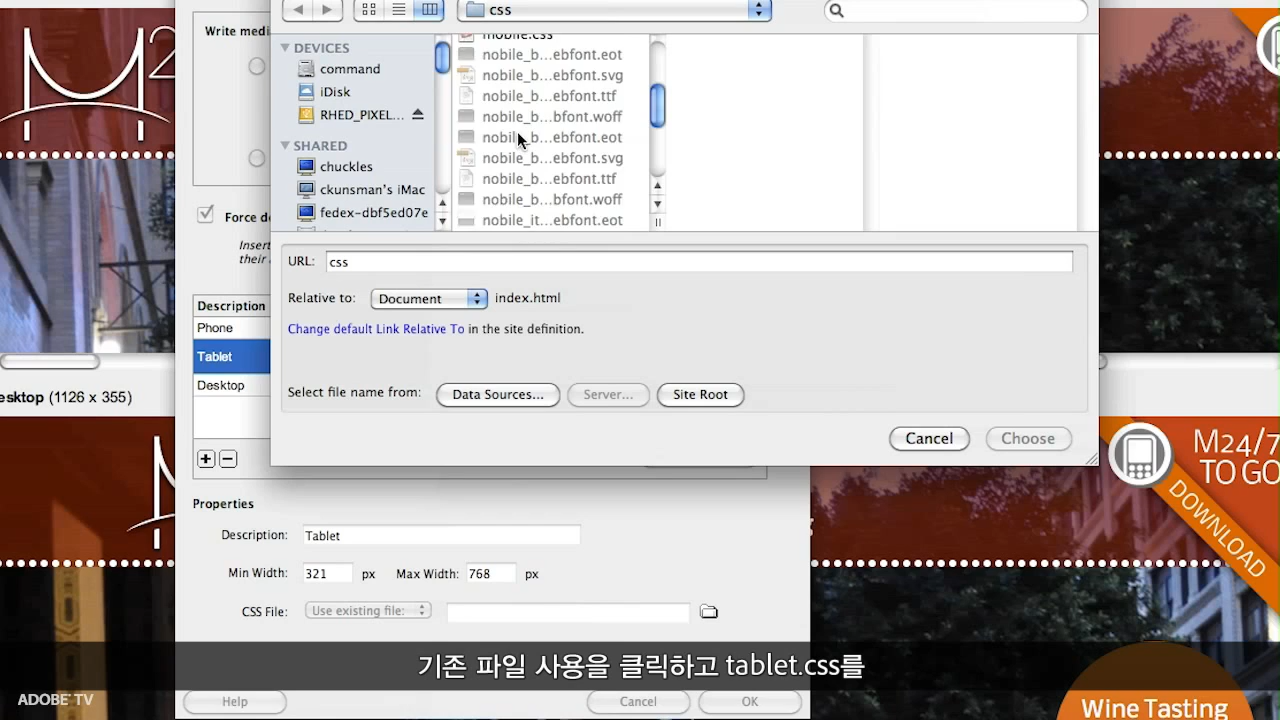 css
Write medi
DEVICES
command
iDisk
RHED_PIXEL...
SHARED
chuckles
ckunsman's iMac
fedex-dbf5ed07e
mobile.css
nobile_b...ebfont.eot
nobile_b...ebfont.svg
nobile_b...ebfont.ttf
nobile_b...bfont.woff
nobile_b...ebfont.eot
nobile_b...ebfont.svg
nobile_b...ebfont.ttf
nobile_b...bfont.woff
nobile_it...ebfont.eot
Force de
Insert
their
URL: css
Relative to: Document index.html
Change default Link Relative To in the site definition.
Select file name from: Data Sources... Server... Site Root
Cancel Choose
Description
Phone
Tablet
Desktop
esktop (1126 x 355)
Properties
Description: Tablet
Min Width: 321 px Max Width: 768 px
CSS File: Use existing file:
M24/7
TO GO
DOWNLOAD
기존 파일 사용을 클릭하고 tablet.css를
ADOBE TV
Help Cancel OK
Wine Tasting